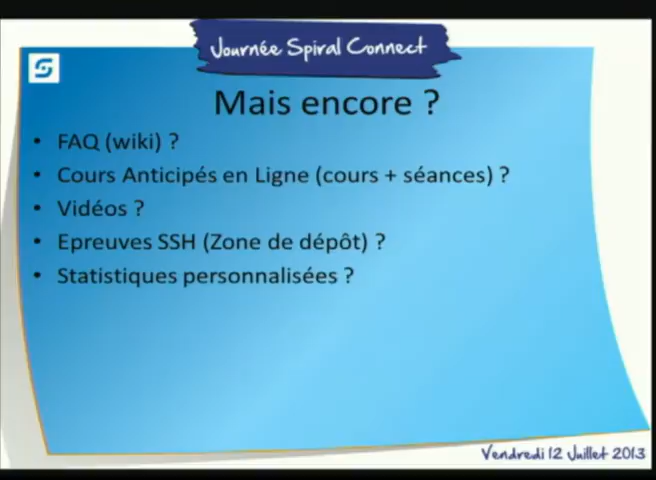 Journée Spiral Connect
Mais encore ?
• FAQ (wiki) ?
• Cours Anticipés en Ligne (cours + séances) ?
• Vidéos ?
• Epreuves SSH (Zone de dépôt) ?
• Statistiques personnalisées ?
Vendredi 12 Juillet 2013